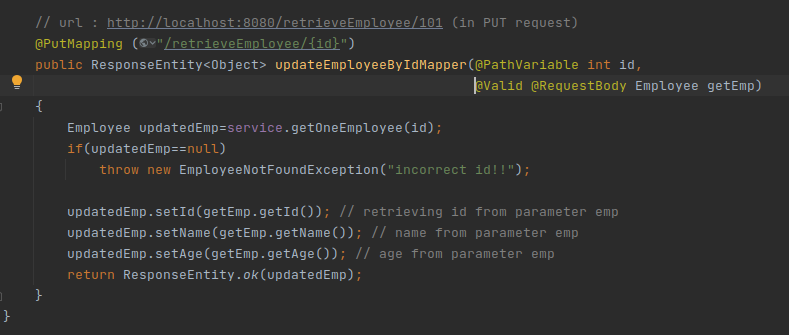 // url : http://localhost:8080/retrieveEmployee/101 (in PUT request)
@PutMapping ("/retrieveEmployee/{id}")
public ResponseEntity<Object> updateEmployeeByIdMapper(@PathVariable int id,
@Valid @RequestBody Employee getEmp)
{
Employee updatedEmp=service.getOneEmployee(id);
if(updatedEmp==null)
throw new EmployeeNotFoundException("incorrect id!!");
updatedEmp.setId(getEmp.getId()); // retrieving id from parameter emp
updatedEmp.setName(getEmp.getName()); // name from parameter emp
updatedEmp.setAge(getEmp.getAge()); // age from parameter emp
return ResponseEntity.ok(updatedEmp);
}
}